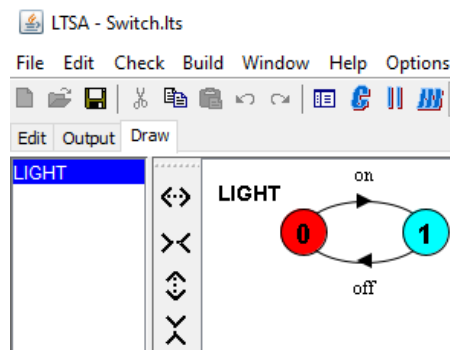 LTSA - Switch.lts
File Edit Check Build Window Help Options
Edit Output Draw
LIGHT
LIGHT
on
0 1
off